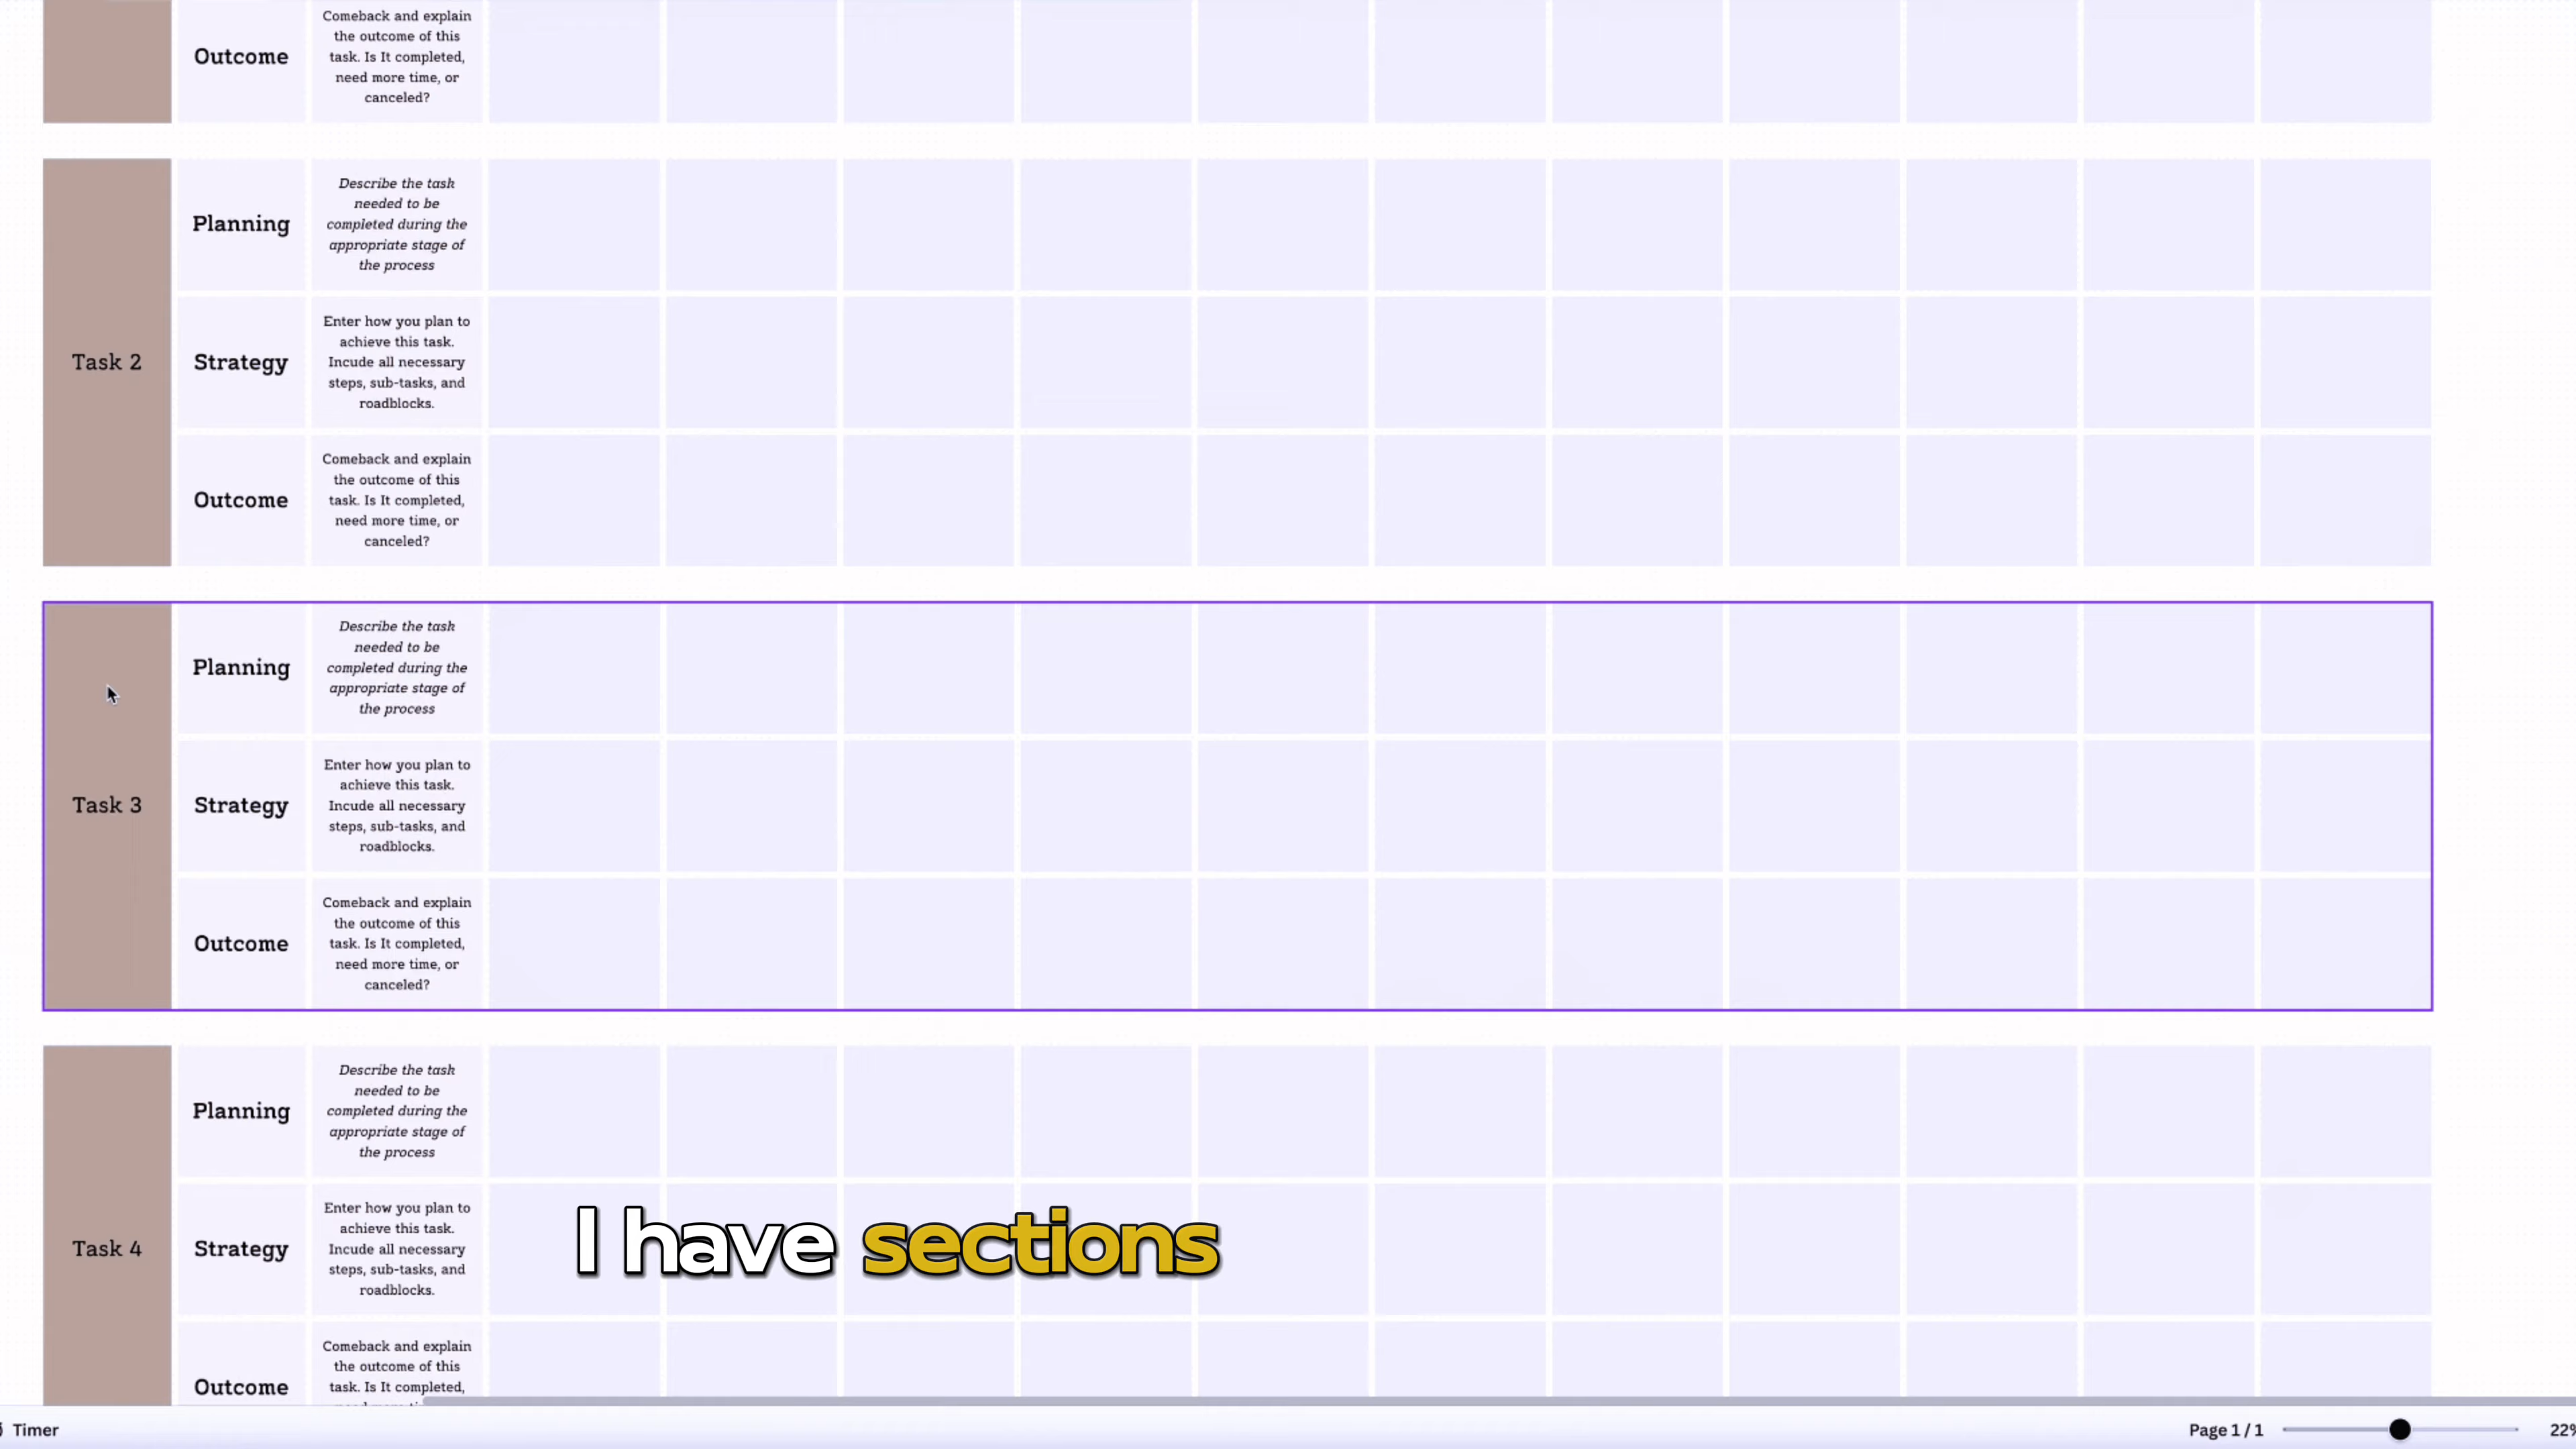 Outcome
Comeback and explain
the outcome of this
task. Is It completed,
need more time, or
canceled?
Task 2
Planning
Describe the task
needed to be
completed during the
appropriate stage of
the process
Strategy
Enter how you plan to
achieve this task.
Incude all necessary
steps, sub-tasks, and
roadblocks.
Outcome
Comeback and explain
the outcome of this
task. Is It completed,
need more time, or
canceled?
Task 3
Planning
Describe the task
needed to be
completed during the
appropriate stage of
the process
Strategy
Enter how you plan to
achieve this task.
Incude all necessary
steps, sub-tasks, and
roadblocks.
Outcome
Comeback and explain
the outcome of this
task. Is It completed,
need more time, or
canceled?
Task 4
Planning
Describe the task
needed to be
completed during the
appropriate stage of
the process
Strategy
Enter how you plan to
achieve this task.
Incude all necessary
steps, sub-tasks, and
roadblocks.
I have sections
Outcome
Comeback and explain
the outcome of this
task. Is It completed,
Timer
Page 1 / 1
22%